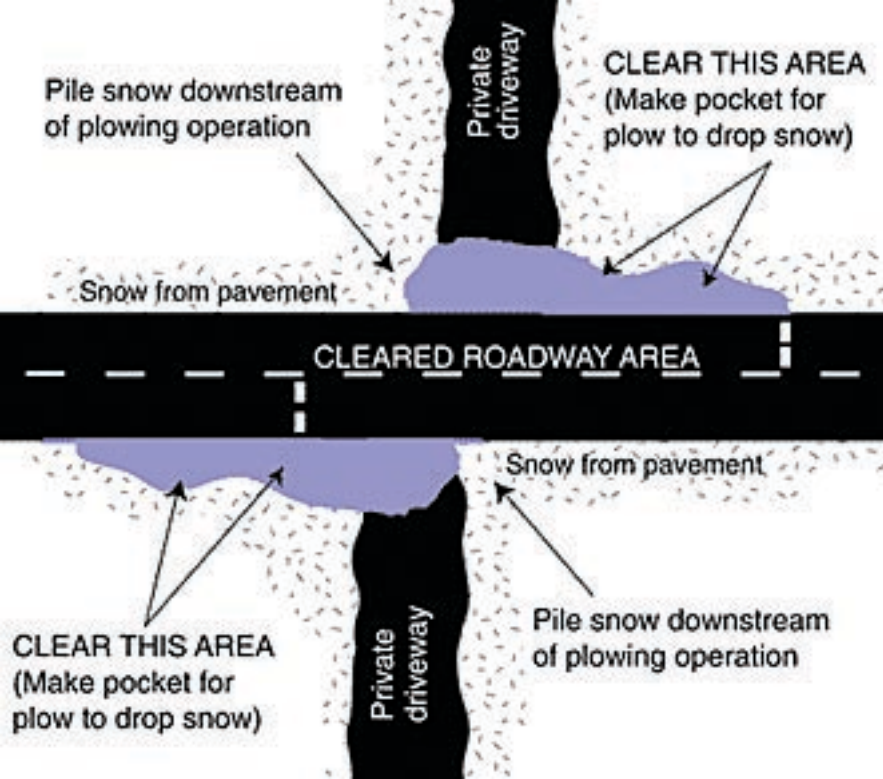 Pile snow downstream
of plowing operation
Private
driveway
CLEAR THIS AREA
(Make pocket for
plow to drop snow)
Snow from pavement
CLEARED ROADWAY AREA
Snow from pavement
CLEAR THIS AREA
(Make pocket for
plow to drop snow)
Private
driveway
Pile snow downstream
of plowing operation